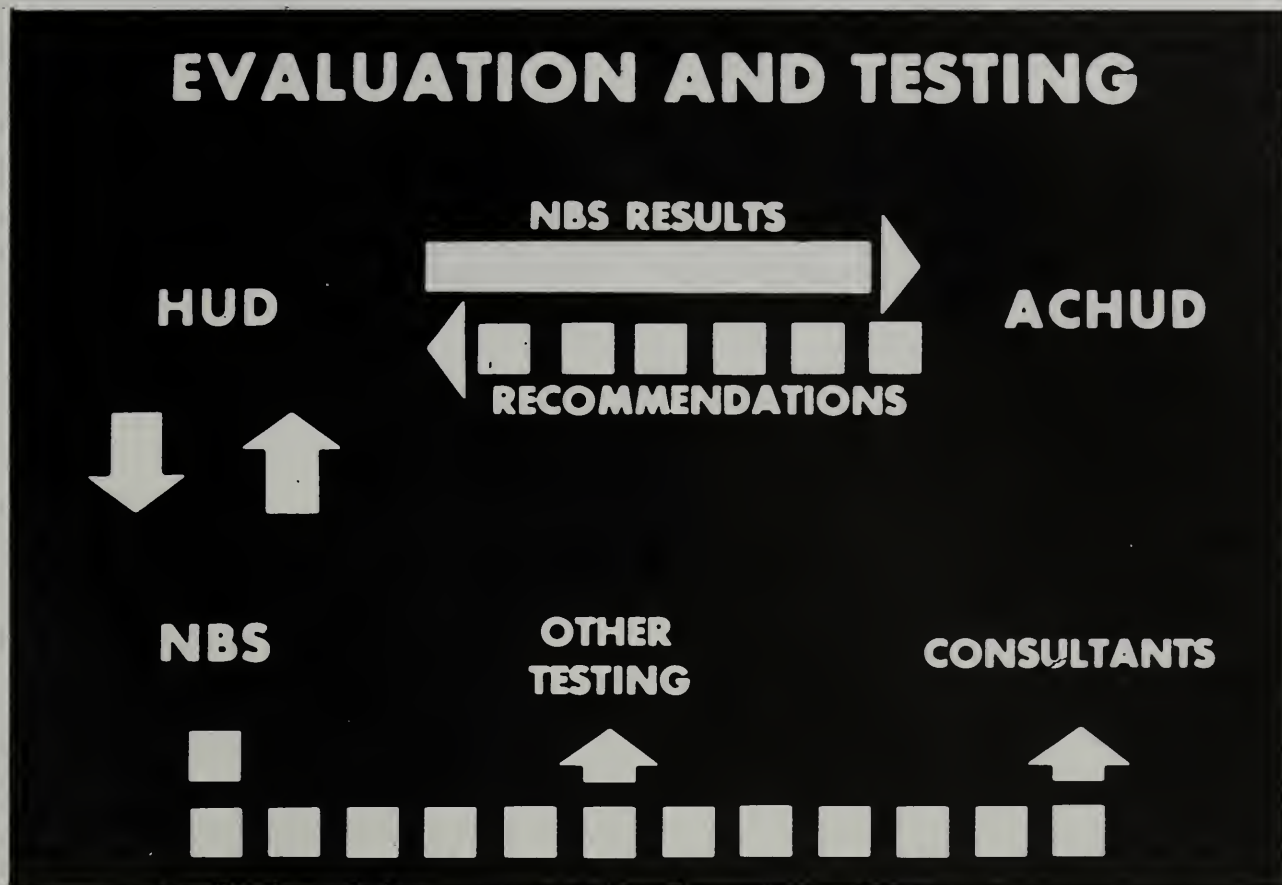 EVALUATION AND TESTING
NBS RESULTS
HUD
ACHUD
RECOMMENDATIONS
NBS
OTHER
TESTING
CONSULTANTS